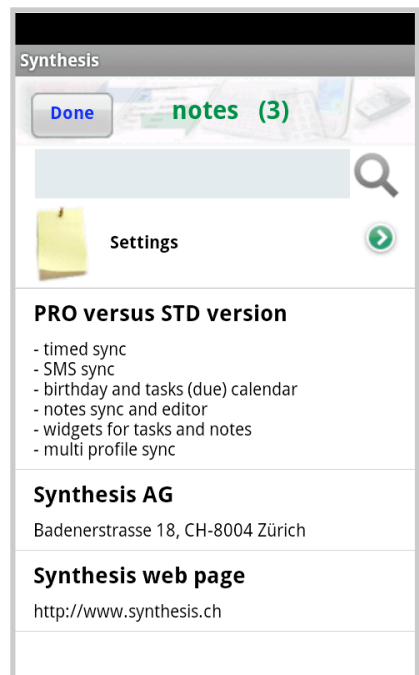 Synthesis
Done
notes (3)
Settings
PRO versus STD version
- timed sync
- SMS sync
- birthday and tasks (due) calendar
- notes sync and editor
- widgets for tasks and notes
- multi profile sync
Synthesis AG
Badenerstrasse 18, CH-8004 Zürich
Synthesis web page
http://www.synthesis.ch